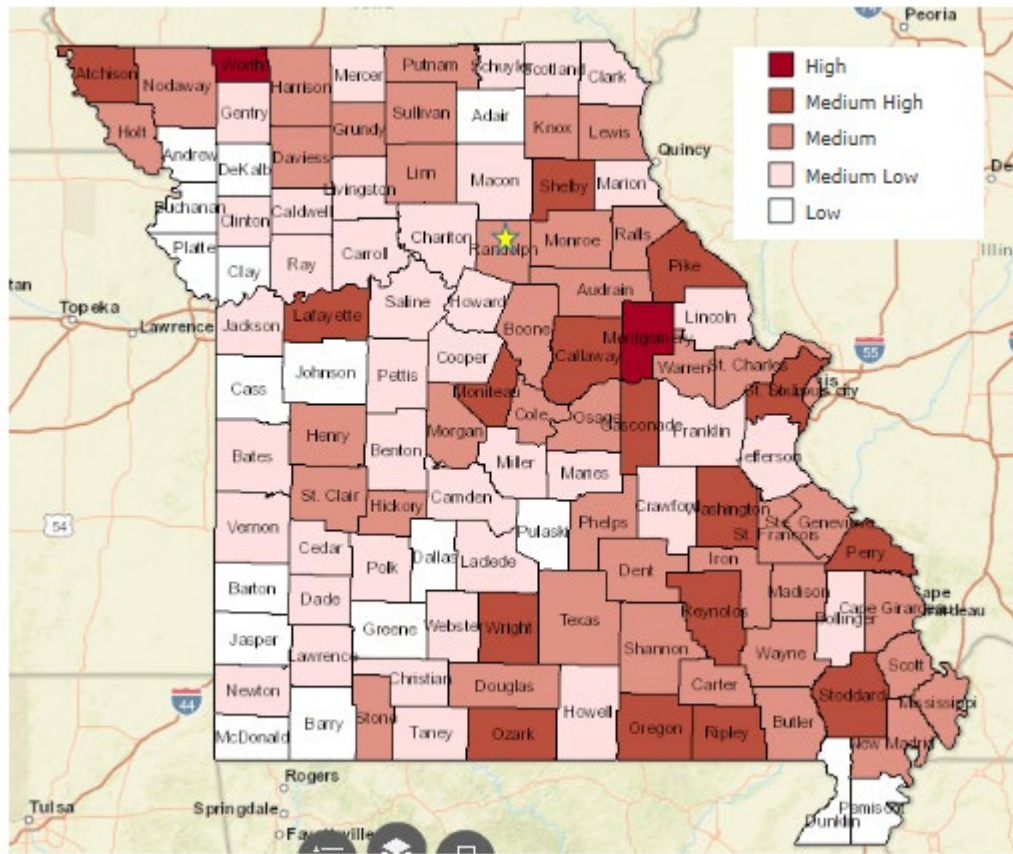 Peoria
High
Medium High
Medium
Medium Low
Low
Atchison
Nodaway
Worth
Harrison
Mercer
Putnam
Schuyler
Scotland
Clark
Gentry
Holt
Grundy
Sullivan
Adair
Knox
Lewis
Andrew
DeKalb
Daviess
Linn
Macon
Shelby
Marion
Quincy
Livingston
Buchanan
Clinton
Caldwell
Chariton
Randolph
Monroe
Ralls
Platte
Clay
Ray
Carroll
Pike
Topeka
Lawrence
Jackson
Lafayette
Saline
Howard
Boone
Audrain
Callaway
Montgomery
Lincoln
Warren
St. Charles
55
Cass
Johnson
Pettis
Cooper
Moniteau
Cole
Osage
Gasconade
Franklin
Jefferson
Bates
Henry
Benton
Morgan
Miller
Maries
54
Vernon
St. Clair
Hickory
Camden
Pulaski
Phelps
Crawford
Washington
St. Francois
Ste. Genevieve
Perry
Cedar
Polk
Dallas
Laclede
Dent
Iron
Madison
Barton
Dade
Reynolds
Bollinger
Cape Girardeau
Jasper
Greene
Webster
Wright
Texas
Shannon
Wayne
Scott
Lawrence
Newton
Christian
Douglas
Howell
Carter
Stoddard
Mississippi
44
McDonald
Barry
Stone
Taney
Ozark
Oregon
Ripley
Butler
New Madrid
Dunklin
Pemiscot
Rogers
Springdale
Fayetteville
Tulsa